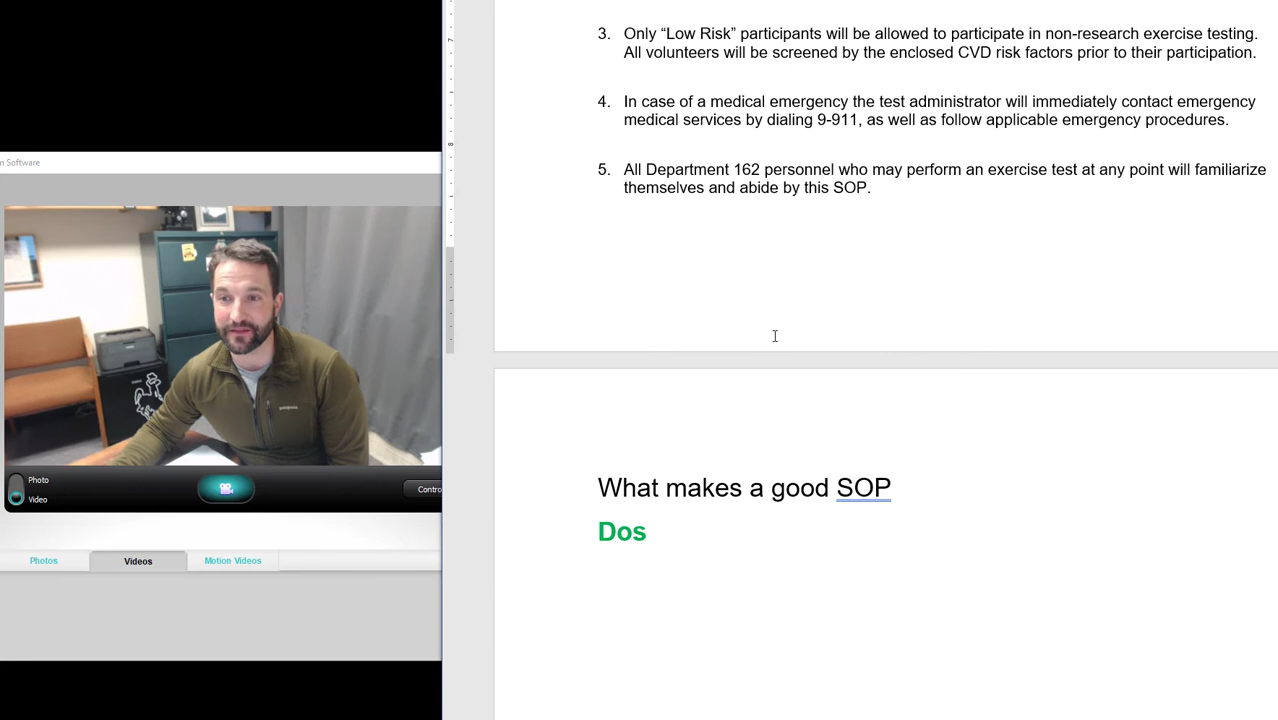 n Software
Photo
Video
Contro
Photos
Videos
Motion Videos
3. Only “Low Risk” participants will be allowed to participate in non-research exercise testing.
All volunteers will be screened by the enclosed CVD risk factors prior to their participation.
4. In case of a medical emergency the test administrator will immediately contact emergency
medical services by dialing 9-911, as well as follow applicable emergency procedures.
5. All Department 162 personnel who may perform an exercise test at any point will familiarize
themselves and abide by this SOP.
What makes a good SOP
Dos